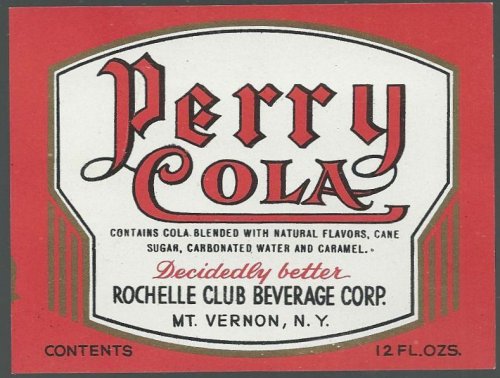 Perry
COLA
CONTAINS COLA. BLENDED WITH NATURAL FLAVORS, CANE
SUGAR, CARBONATED WATER AND CARAMEL.
Decidedly better
ROCHELLE CLUB BEVERAGE CORP.
MT. VERNON, N. Y.
CONTENTS 12 FL. OZS.